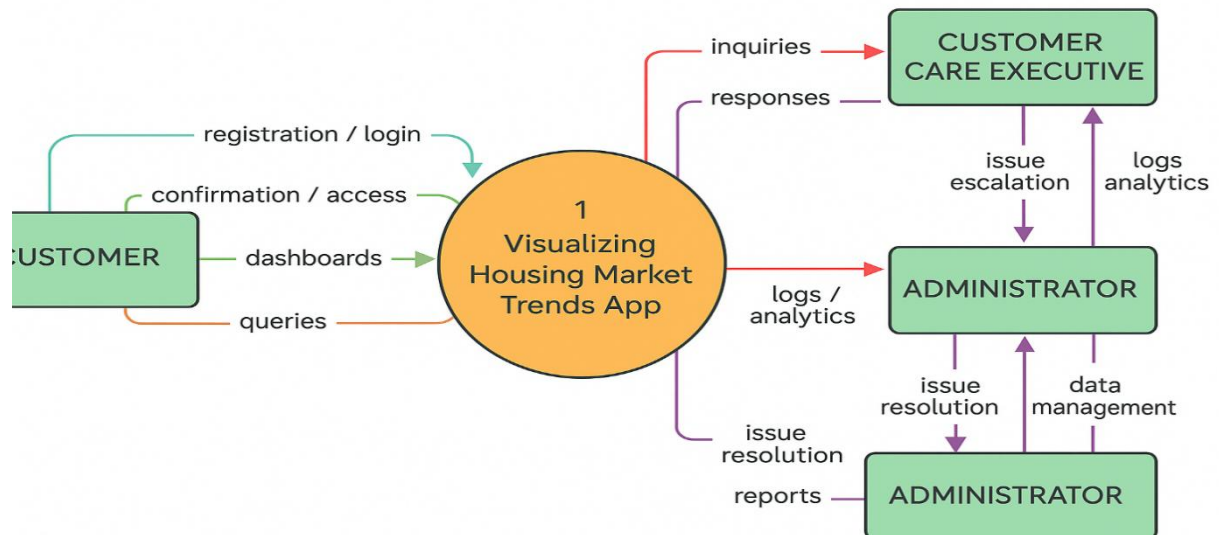 inquiries
CUSTOMER
CARE EXECUTIVE
responses
registration / login
issue
escalation
logs
analytics
confirmation / access
1
Visualizing
Housing Market
Trends App
USTOMER
dashboards
queries
logs /
analytics
ADMINISTRATOR
issue
resolution
data
management
issue
resolution
reports
ADMINISTRATOR